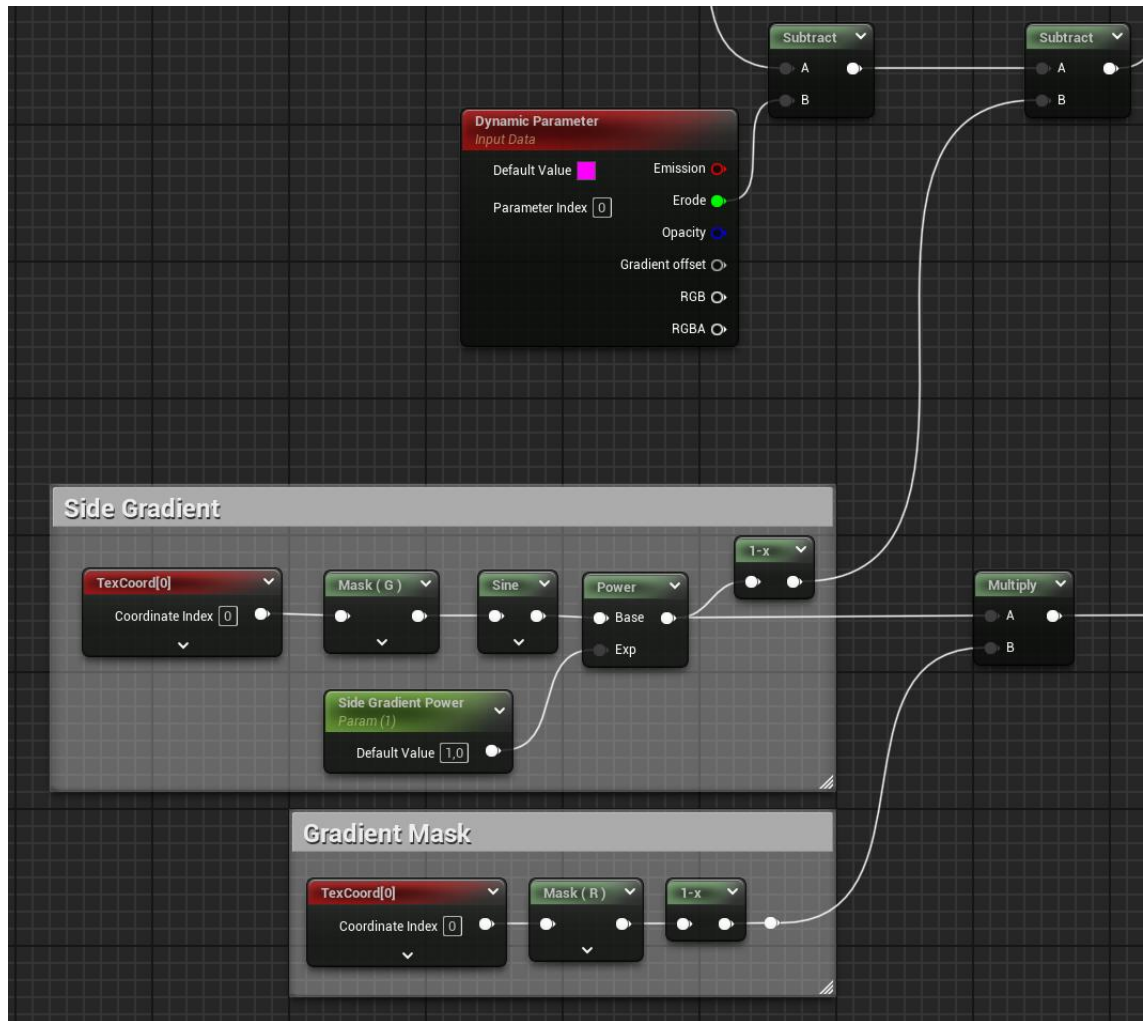 Subtract
A
B
Subtract
A
B
Dynamic Parameter
Input Data
Default Value
Parameter Index 0
Emission
Erode
Opacity
Gradient offset
RGB
RGBA
Side Gradient
TexCoord[0]
Coordinate Index 0
Mask ( G )
Sine
Power
Base
Exp
1-x
Side Gradient Power
Param (1)
Default Value 1,0
Multiply
A
B
Gradient Mask
TexCoord[0]
Coordinate Index 0
Mask ( R )
1-x